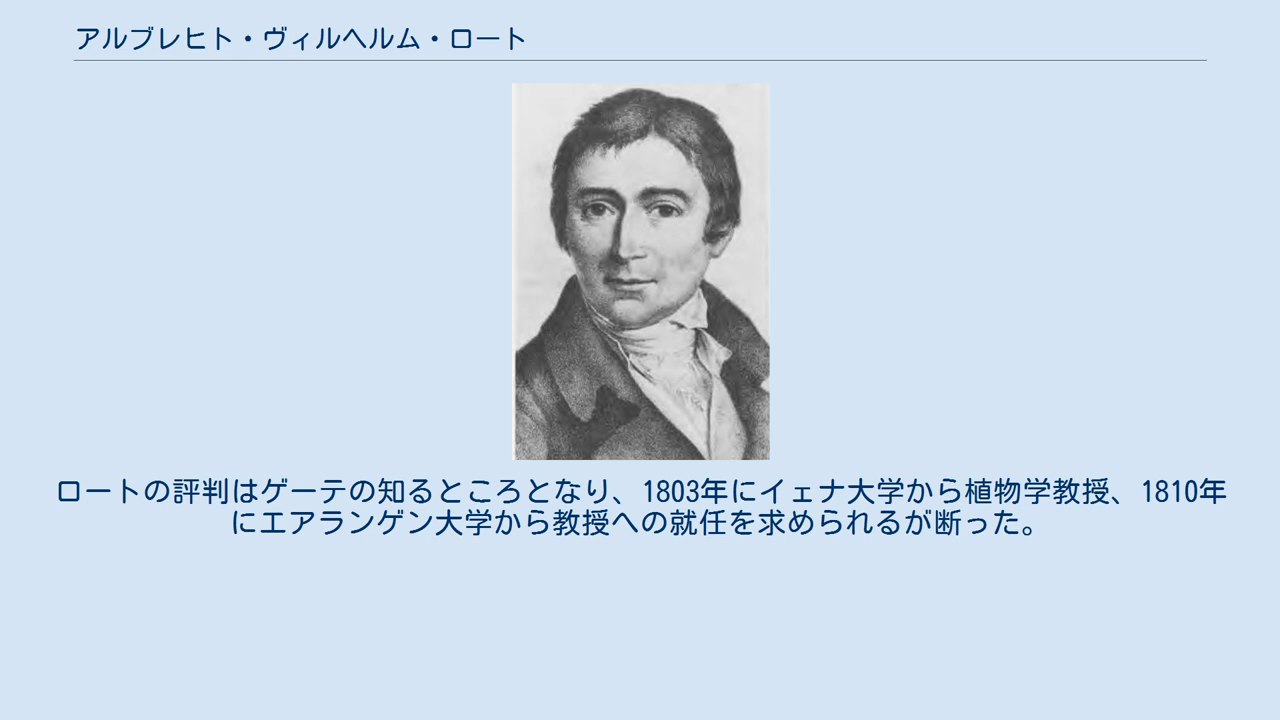 アルブレヒト・ヴィルヘルム・ロート
ロートの評判はゲーテの知るところとなり、1803年にイェナ大学から植物学教授、1810年
にエアランゲン大学から教授への就任を求められるが断った。